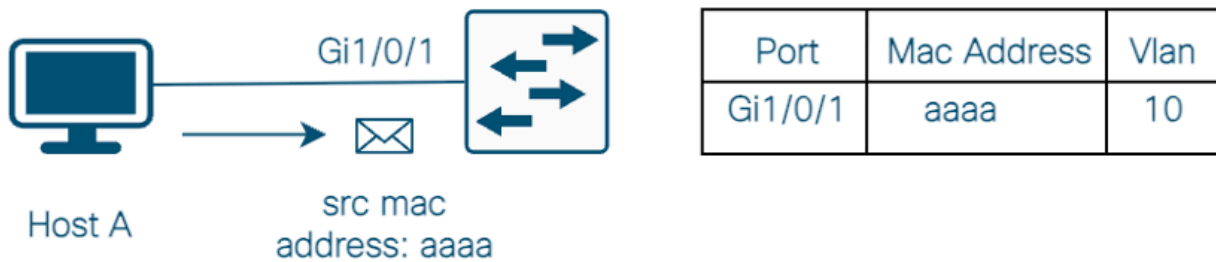 Gi1/0/1
Host A
src mac
address: aaaa
Port Mac Address Vlan
Gi1/0/1 aaaa 10